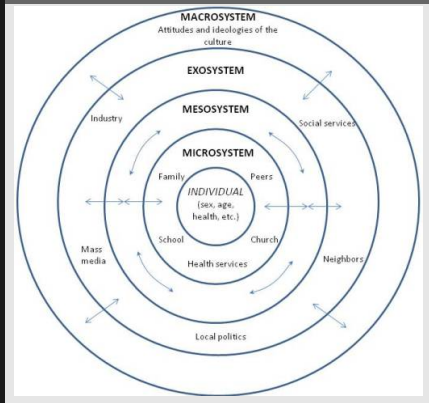 MACROSYSTEM
Attitudes and ideologies of the
culture
EXOSYSTEM
Industry
Social services
MESOSYSTEM
MICROSYSTEM
Family
Peers
INDIVIDUAL
(sex, age,
health, etc.)
School
Church
Health services
Mass
media
Neighbors
Local politics